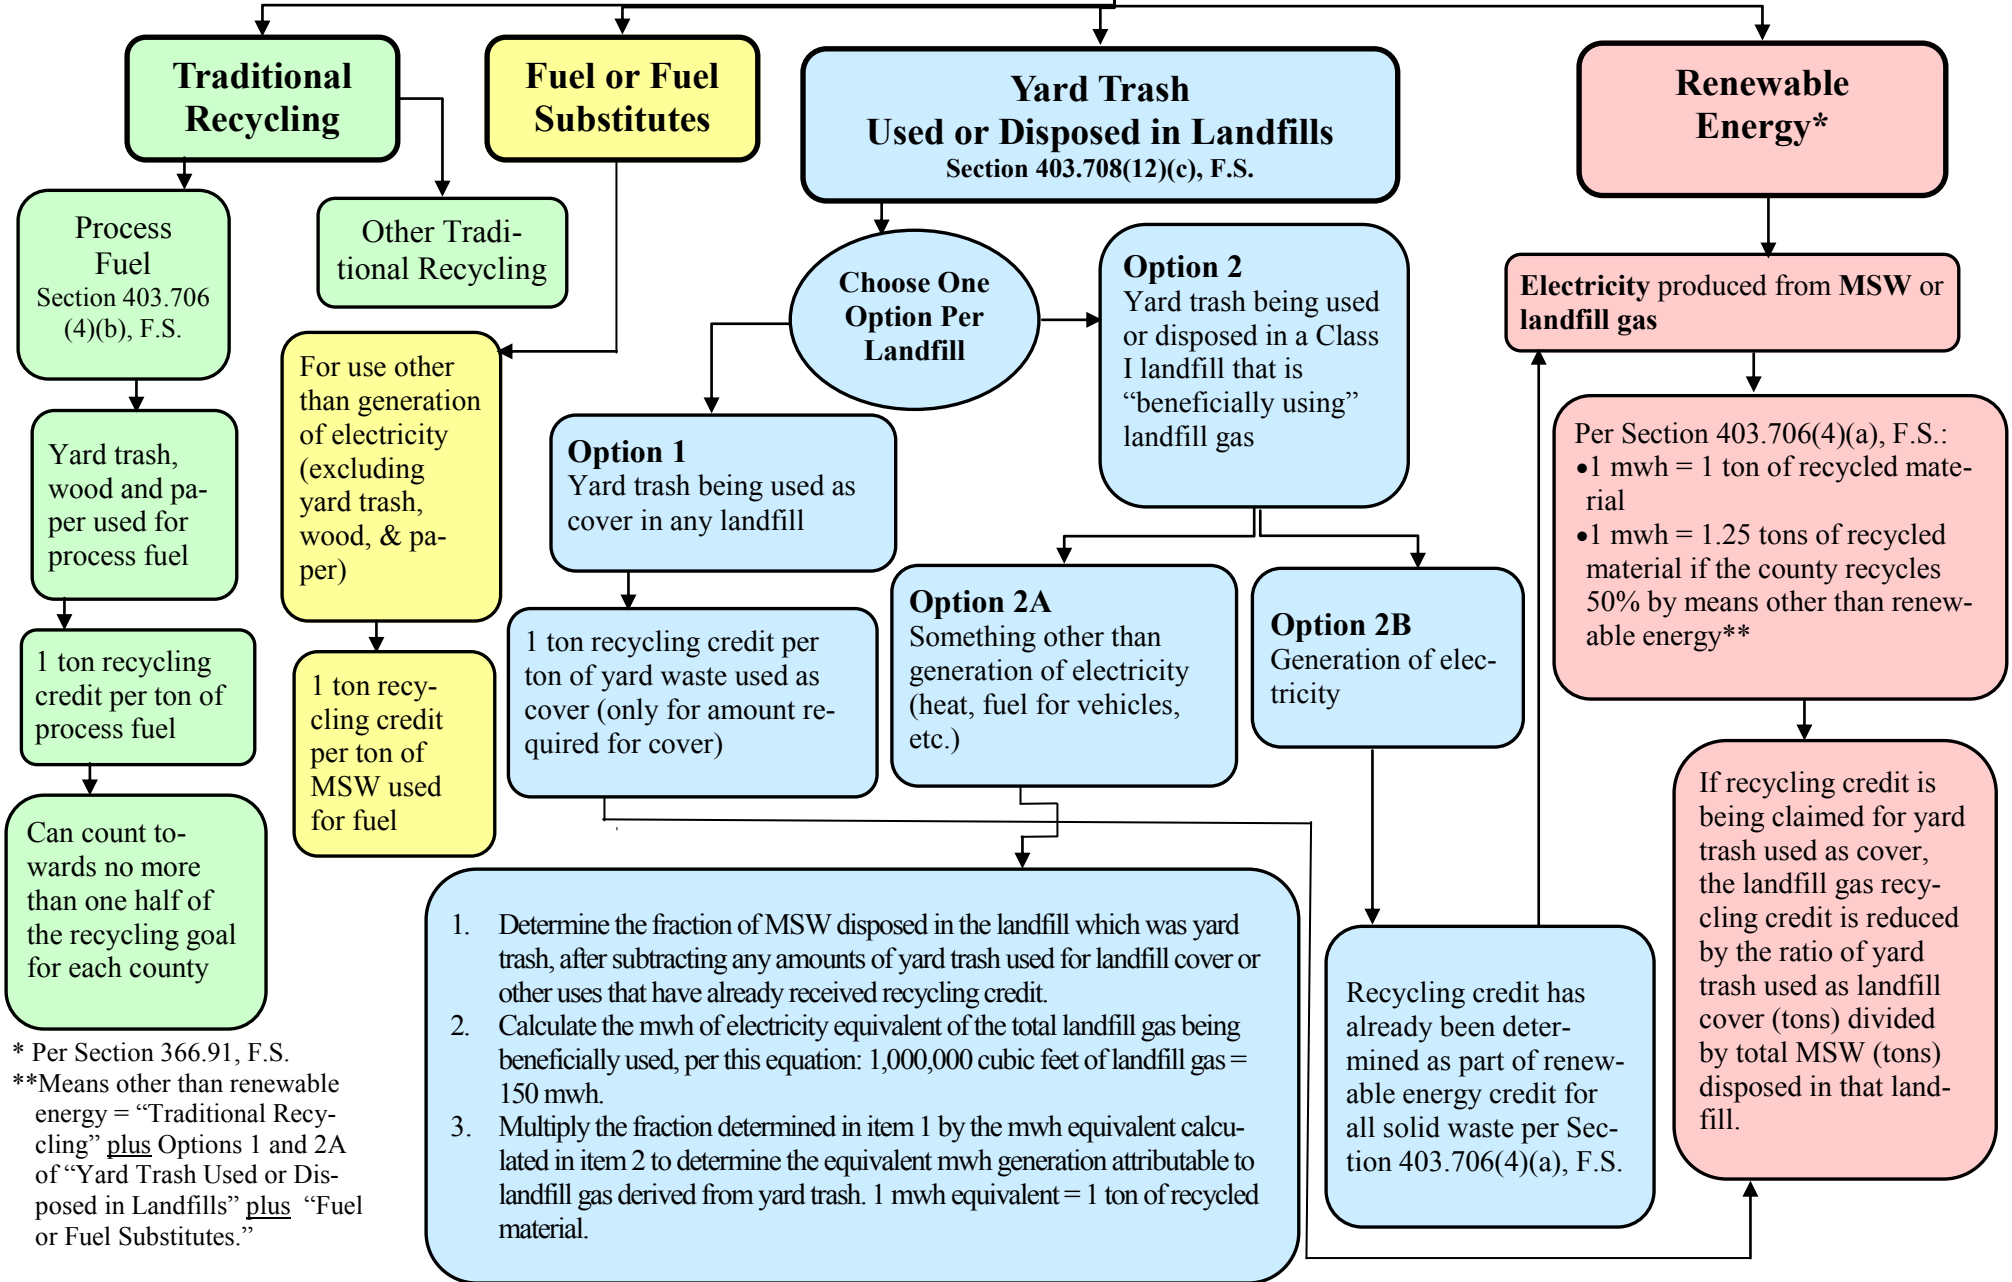 Traditional
Recycling
Fuel or Fuel
Substitutes
Yard Trash
Used or Disposed in Landfills
Section 403.708(12)(c), F.S.
Renewable
Energy*
Process
Fuel
Section 403.706
(4)(b), F.S.
Other Tradi-
tional Recycling
Yard trash,
wood and pa-
per used for
process fuel
1 ton recycling
credit per ton of
process fuel
Can count to-
wards no more
than one half of
the recycling goal
for each county
For use other
than generation
of electricity
(excluding
yard trash,
wood, & pa-
per)
1 ton recy-
cling credit
per ton of
MSW used
for fuel
Choose One
Option Per
Landfill
Option 1
Yard trash being used as
cover in any landfill
1 ton recycling credit per
ton of yard waste used as
cover (only for amount re-
quired for cover)
Option 2
Yard trash being used
or disposed in a Class
I landfill that is
“beneficially using”
landfill gas
Option 2A
Something other than
generation of electricity
(heat, fuel for vehicles,
etc.)
Option 2B
Generation of elec-
tricity
1. Determine the fraction of MSW disposed in the landfill which was yard
trash, after subtracting any amounts of yard trash used for landfill cover or
other uses that have already received recycling credit.
2. Calculate the mwh of electricity equivalent of the total landfill gas being
beneficially used, per this equation: 1,000,000 cubic feet of landfill gas =
150 mwh.
3. Multiply the fraction determined in item 1 by the mwh equivalent calcu-
lated in item 2 to determine the equivalent mwh generation attributable to
landfill gas derived from yard trash. 1 mwh equivalent = 1 ton of recycled
material.
Recycling credit has
already been deter-
mined as part of renew-
able energy credit for
all solid waste per Sec-
tion 403.706(4)(a), F.S.
Electricity produced from MSW or
landfill gas
Per Section 403.706(4)(a), F.S.:
•1 mwh = 1 ton of recycled mate-
rial
•1 mwh = 1.25 tons of recycled
material if the county recycles
50% by means other than renew-
able energy**
If recycling credit is
being claimed for yard
trash used as cover,
the landfill gas recy-
cling credit is reduced
by the ratio of yard
trash used as landfill
cover (tons) divided
by total MSW (tons)
disposed in that land-
fill.
* Per Section 366.91, F.S.
**Means other than renewable
energy = “Traditional Recy-
cling” plus Options 1 and 2A
of “Yard Trash Used or Dis-
posed in Landfills” plus “Fuel
or Fuel Substitutes.”